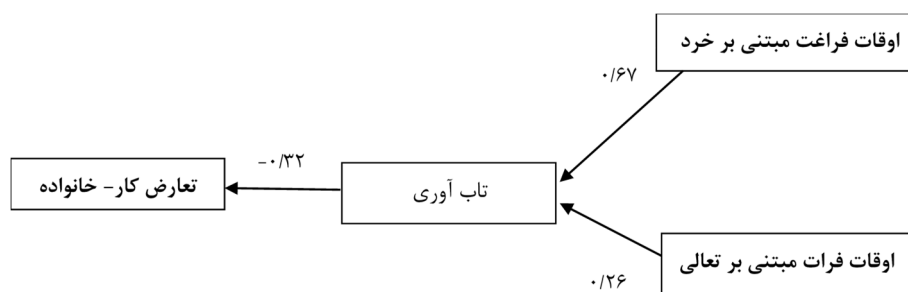 اوقات فراغت مبتنی بر خرد
۰/۶۷
-۰/۳۲
تعارض کار- خانواده
تاب آوری
اوقات فرات مبتنی بر تعالی
۰/۲۶